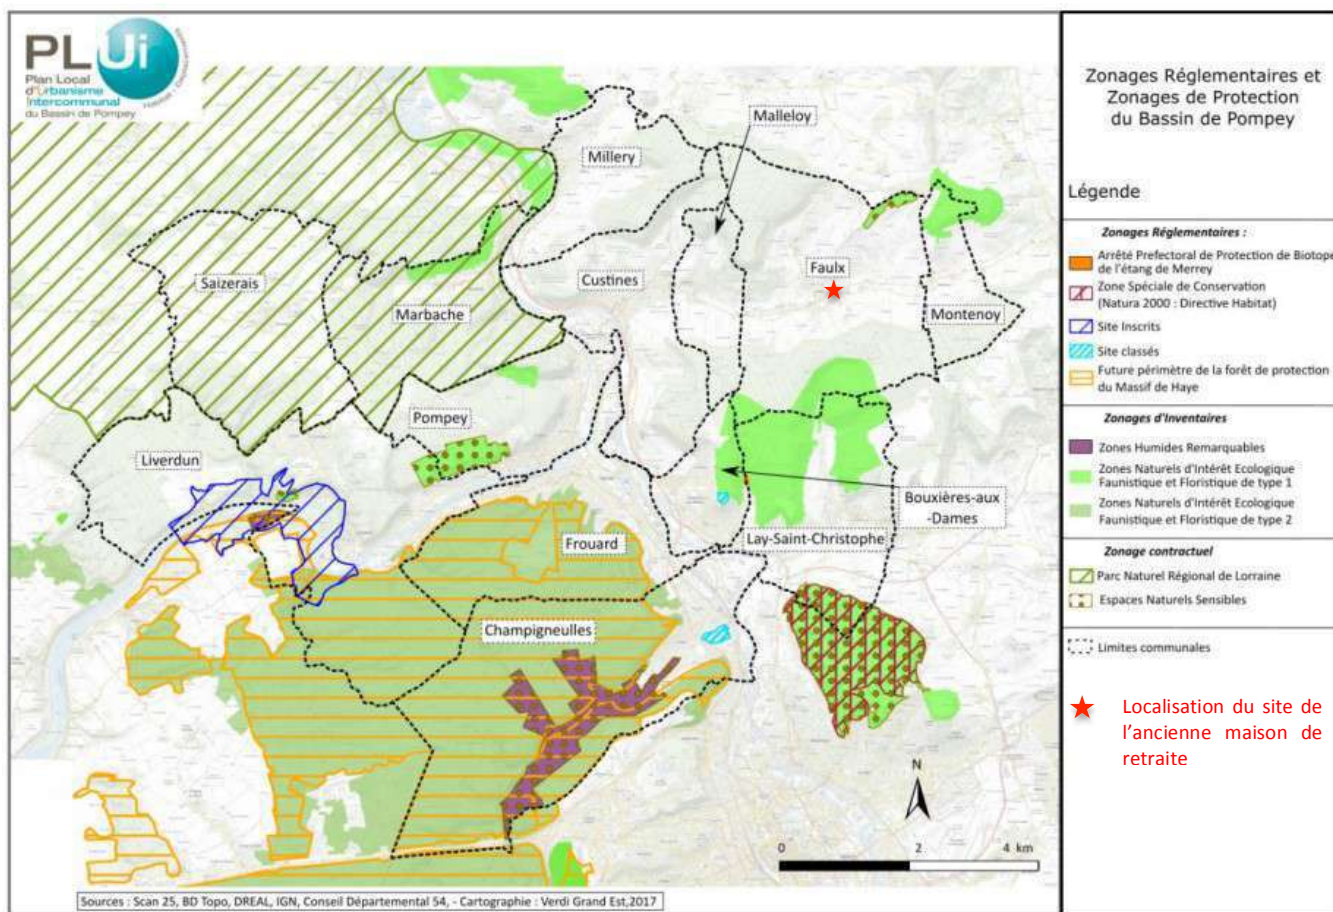 PLUi
Plan Local
d'Urbanisme
Intercommunal
du Bassin de Pompey
Habitat - Déplacements
Malleloy
Millery
Saizerais
Custines
Faulx
Marbache
Montenoy
Pompey
Liverdun
Bouxières-aux
-Dames
Frouard
Lay-Saint-Christophe
Champigneulles
N
0 2 4 km
Sources : Scan 25, BD Topo, DREAL, IGN, Conseil Départemental 54, - Cartographie : Verdi Grand Est,2017
Zonages Réglementaires et
Zonages de Protection
du Bassin de Pompey
Légende
Zonages Réglementaires :
Arrêté Prefectoral de Protection de Biotope
de l'étang de Merrey
Zone Spéciale de Conservation
(Natura 2000 : Directive Habitat)
Site Inscrits
Site classés
Future périmètre de la forêt de protection
du Massif de Haye
Zonages d'Inventaires
Zones Humides Remarquables
Zones Naturels d'Intérêt Ecologique
Faunistique et Floristique de type 1
Zones Naturels d'Intérêt Ecologique
Faunistique et Floristique de type 2
Zonage contractuel
Parc Naturel Régional de Lorraine
Espaces Naturels Sensibles
Limites communales
Localisation du site de
l'ancienne maison de
retraite